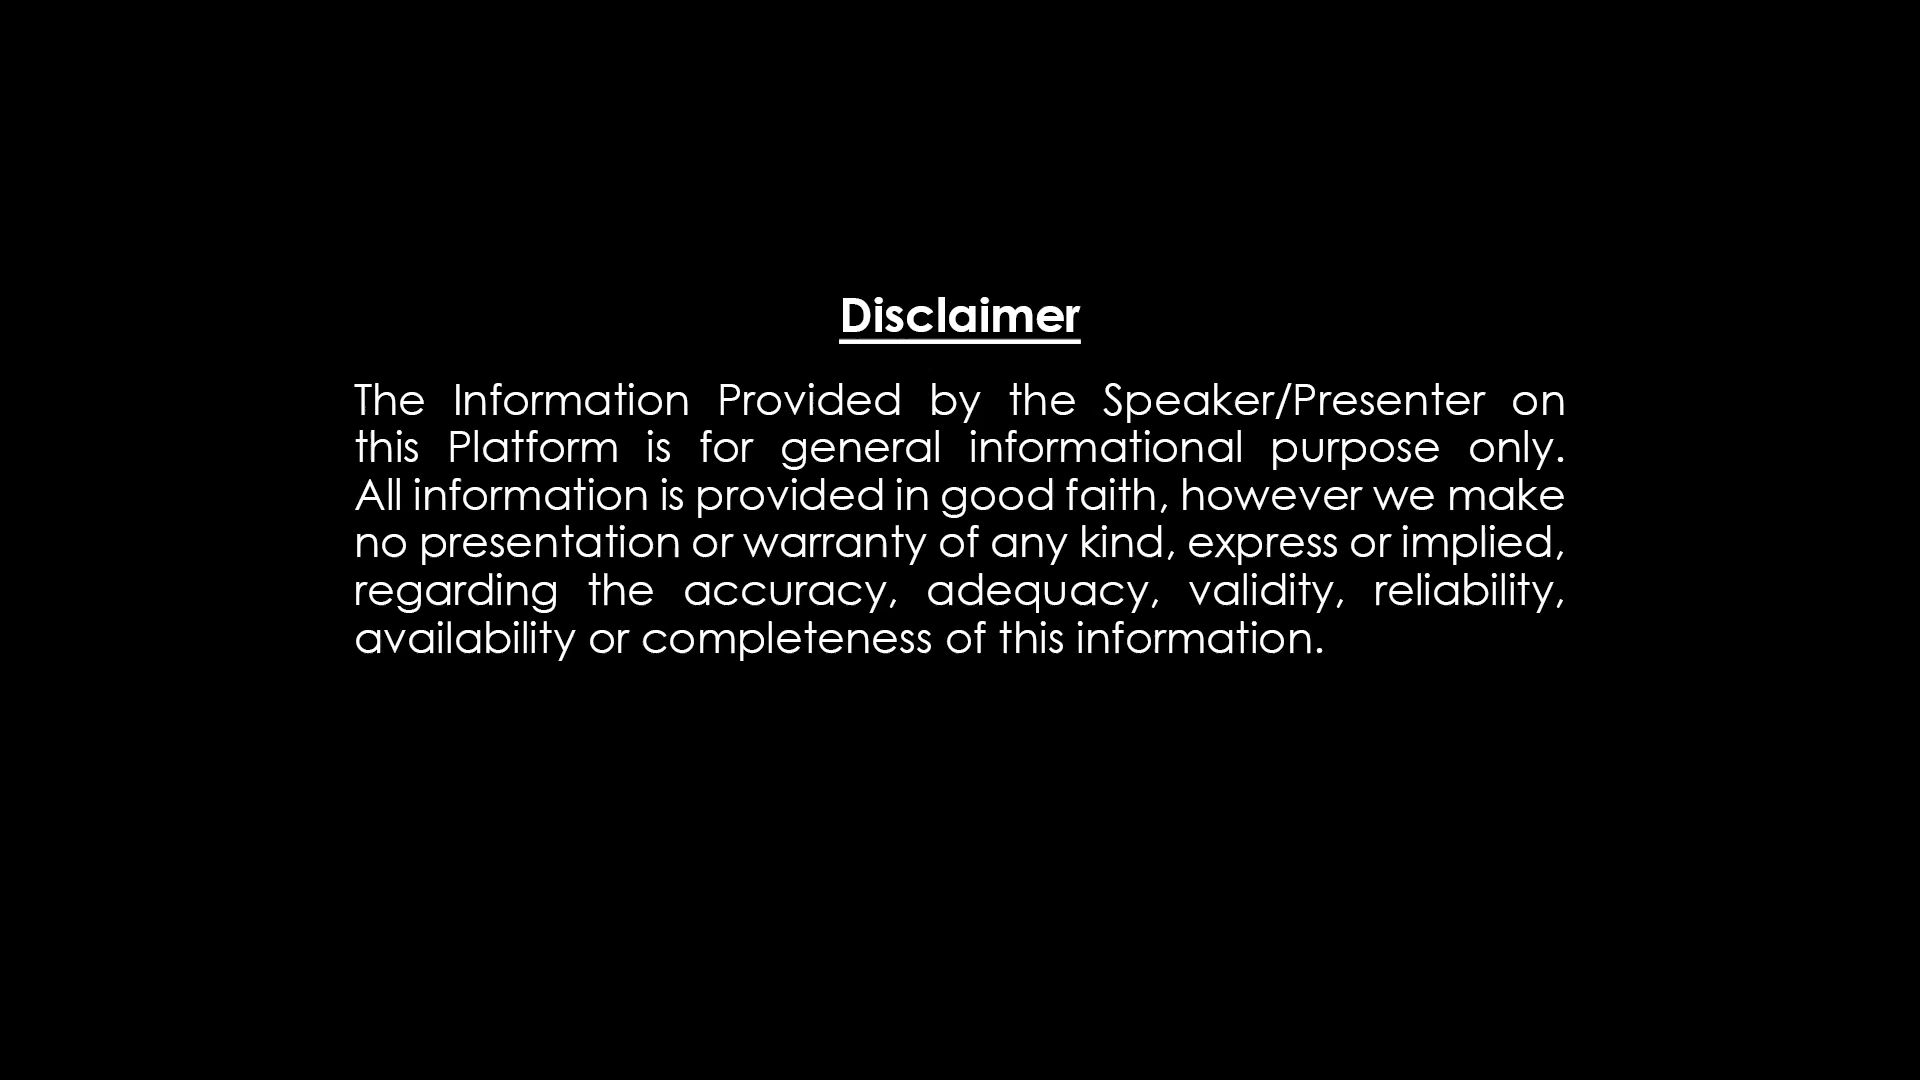 Disclaimer
The Information Provided by the Speaker/Presenter on
this Platform is for general informational purpose only.
All information is provided in good faith, however we make
no presentation or warranty of any kind, express or implied,
regarding the accuracy, adequacy, validity, reliability,
availability or completeness of this information.